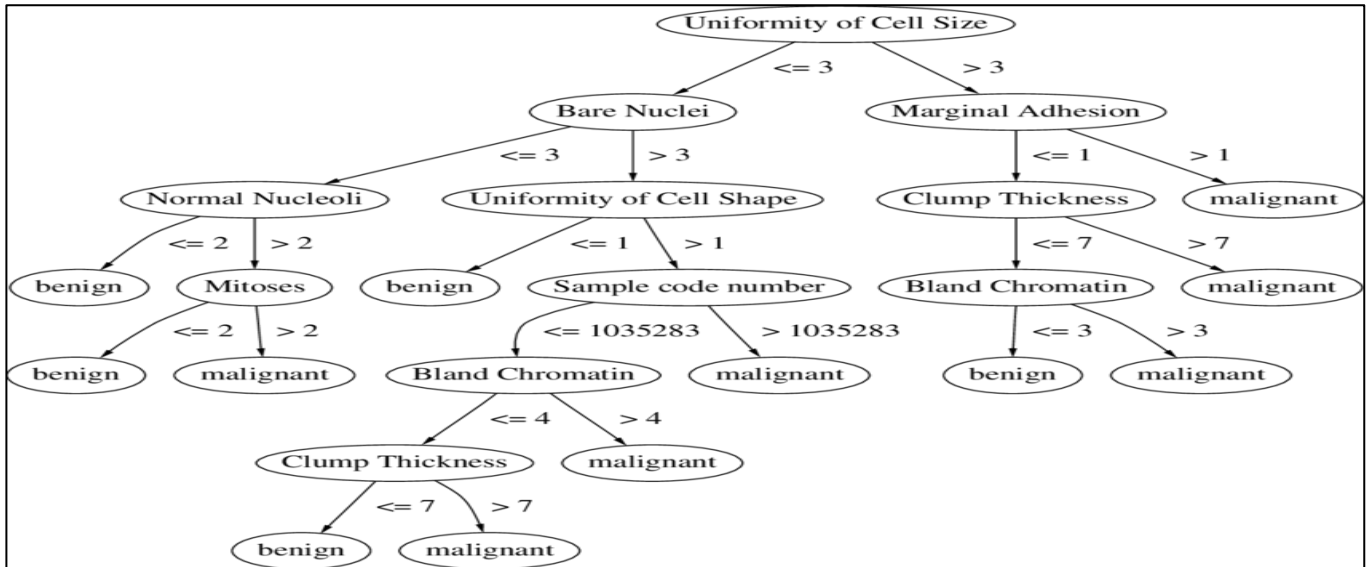 Uniformity of Cell Size
<= 3 > 3
Bare Nuclei Marginal Adhesion
<= 3 > 3 <= 1 > 1
Normal Nucleoli Uniformity of Cell Shape Clump Thickness malignant
<= 2 > 2 <= 1 > 1 <= 7 > 7
benign Mitoses benign Sample code number Bland Chromatin malignant
<= 2 > 2 <= 1035283 > 1035283 <= 3 > 3
benign malignant Bland Chromatin malignant benign malignant
<= 4 > 4
Clump Thickness malignant
<= 7 > 7
benign malignant